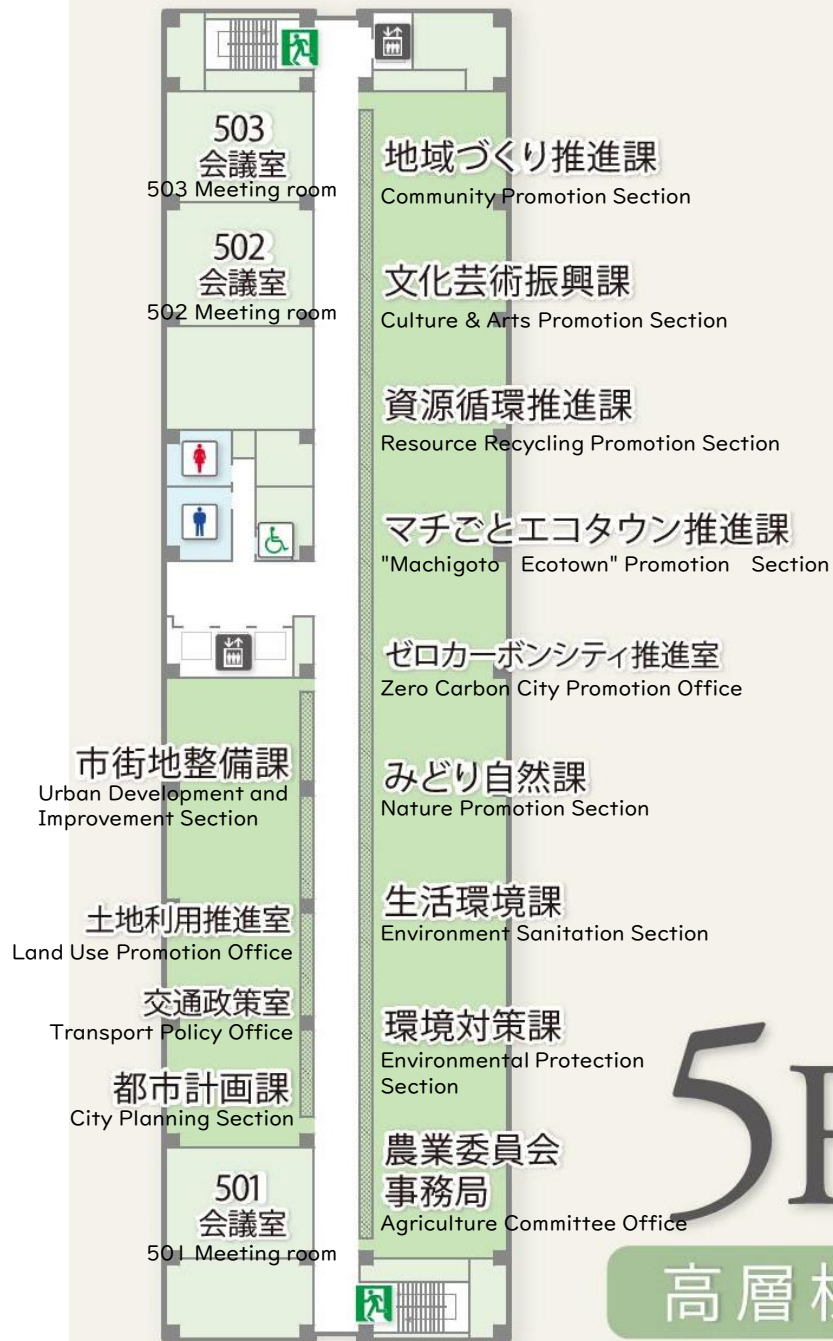 503
会議室
503 Meeting room
502
会議室
502 Meeting room
地域づくり推進課
Community Promotion Section
文化芸術振興課
Culture & Arts Promotion Section
資源循環推進課
Resource Recycling Promotion Section
マチごとエコタウン推進課
"Machigoto Ecotown" Promotion Section
ゼロカーボンシティ推進室
Zero Carbon City Promotion Office
みどり自然課
Nature Promotion Section
生活環境課
Environment Sanitation Section
環境対策課
Environmental Protection
Section
農業委員会
事務局
Agriculture Committee Office
市街地整備課
Urban Development and
Improvement Section
土地利用推進室
Land Use Promotion Office
交通政策室
Transport Policy Office
都市計画課
City Planning Section
501
会議室
501 Meeting room
5
高層